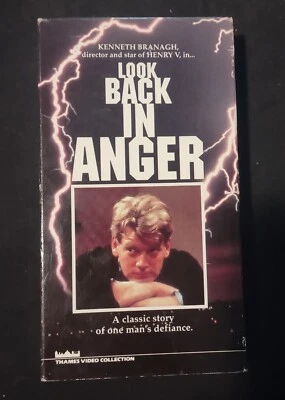 KENNETH BRANAGH,
director and star of HENRY V, in...
LOOK
BACK
IN
ANGER
A classic story
of one man's defiance.
THAMES VIDEO COLLECTION